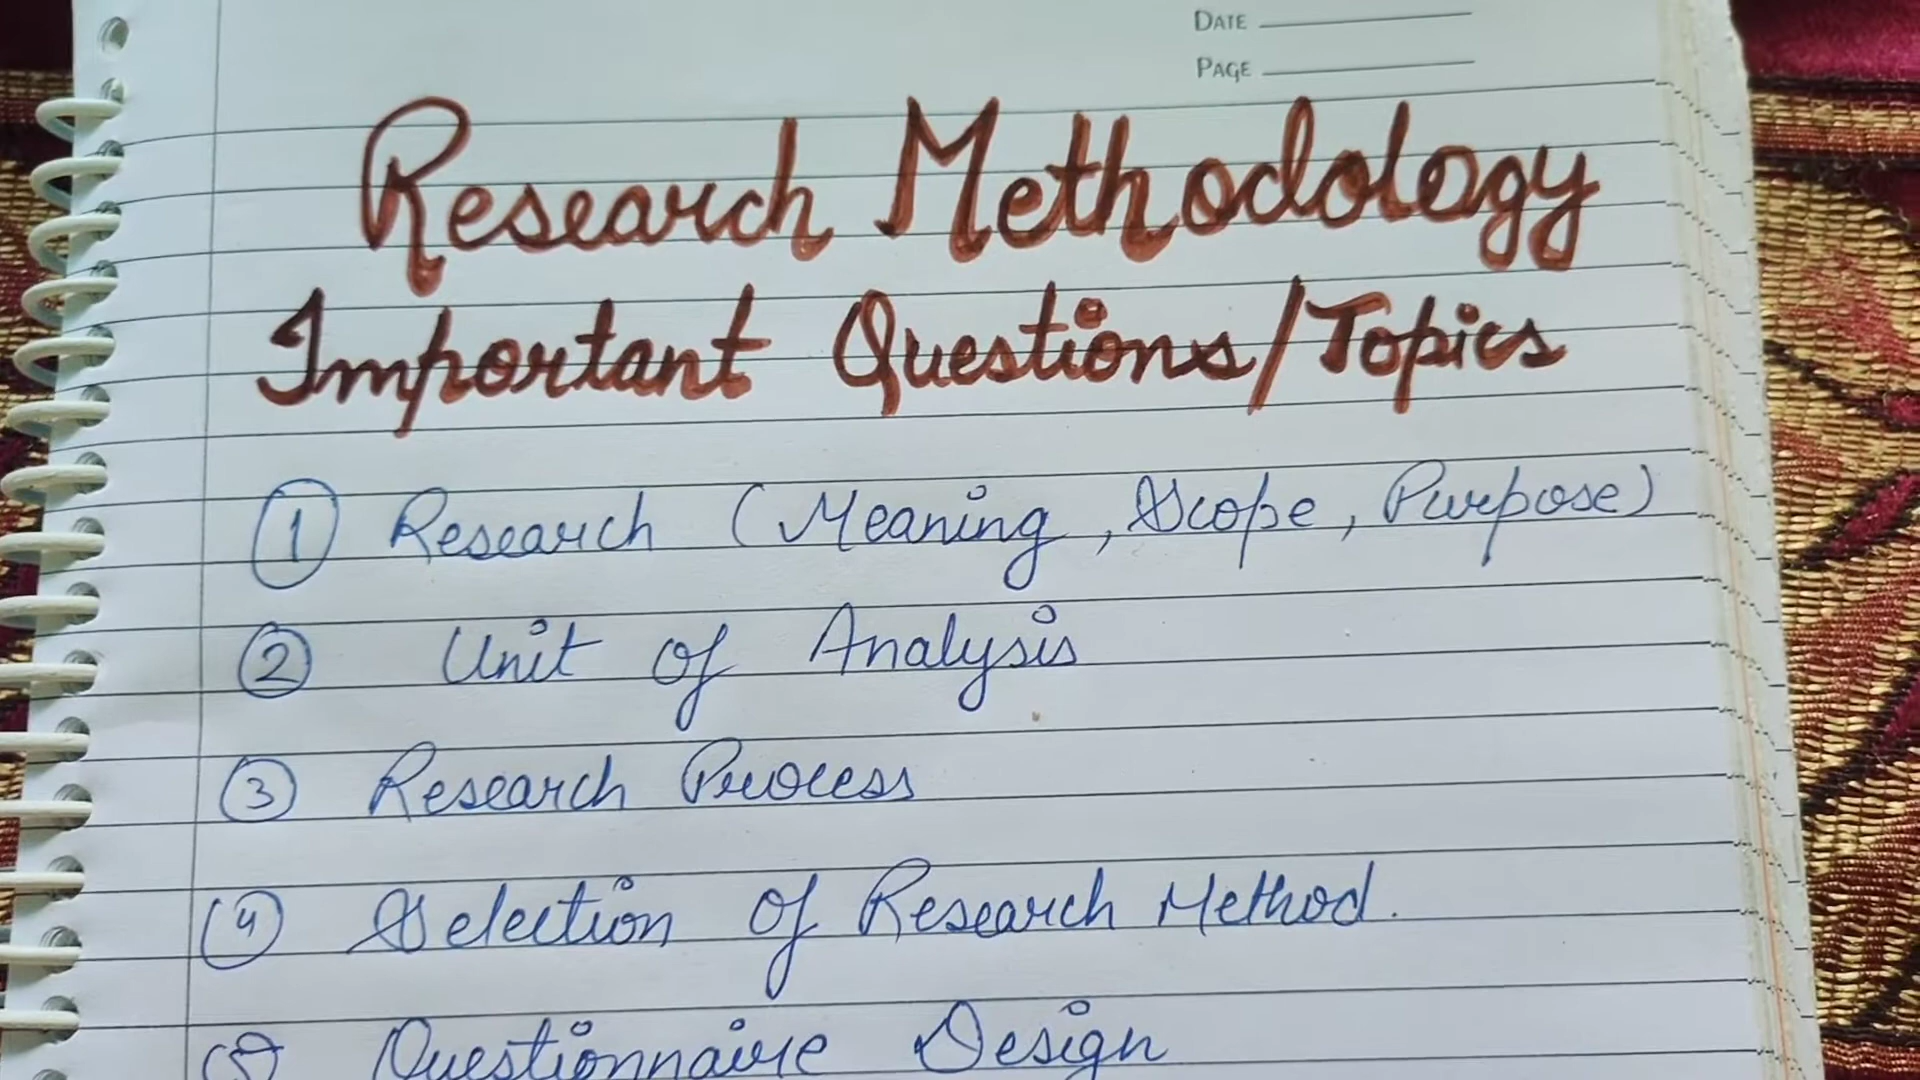 DATE
PAGE
Research Methodology
Important Questions/Topics
① Research (Meaning, Scope, Purpose)
② Unit of Analysis
③ Research Process
④ Selection of Research Method.
⑤ Questionnaire Design